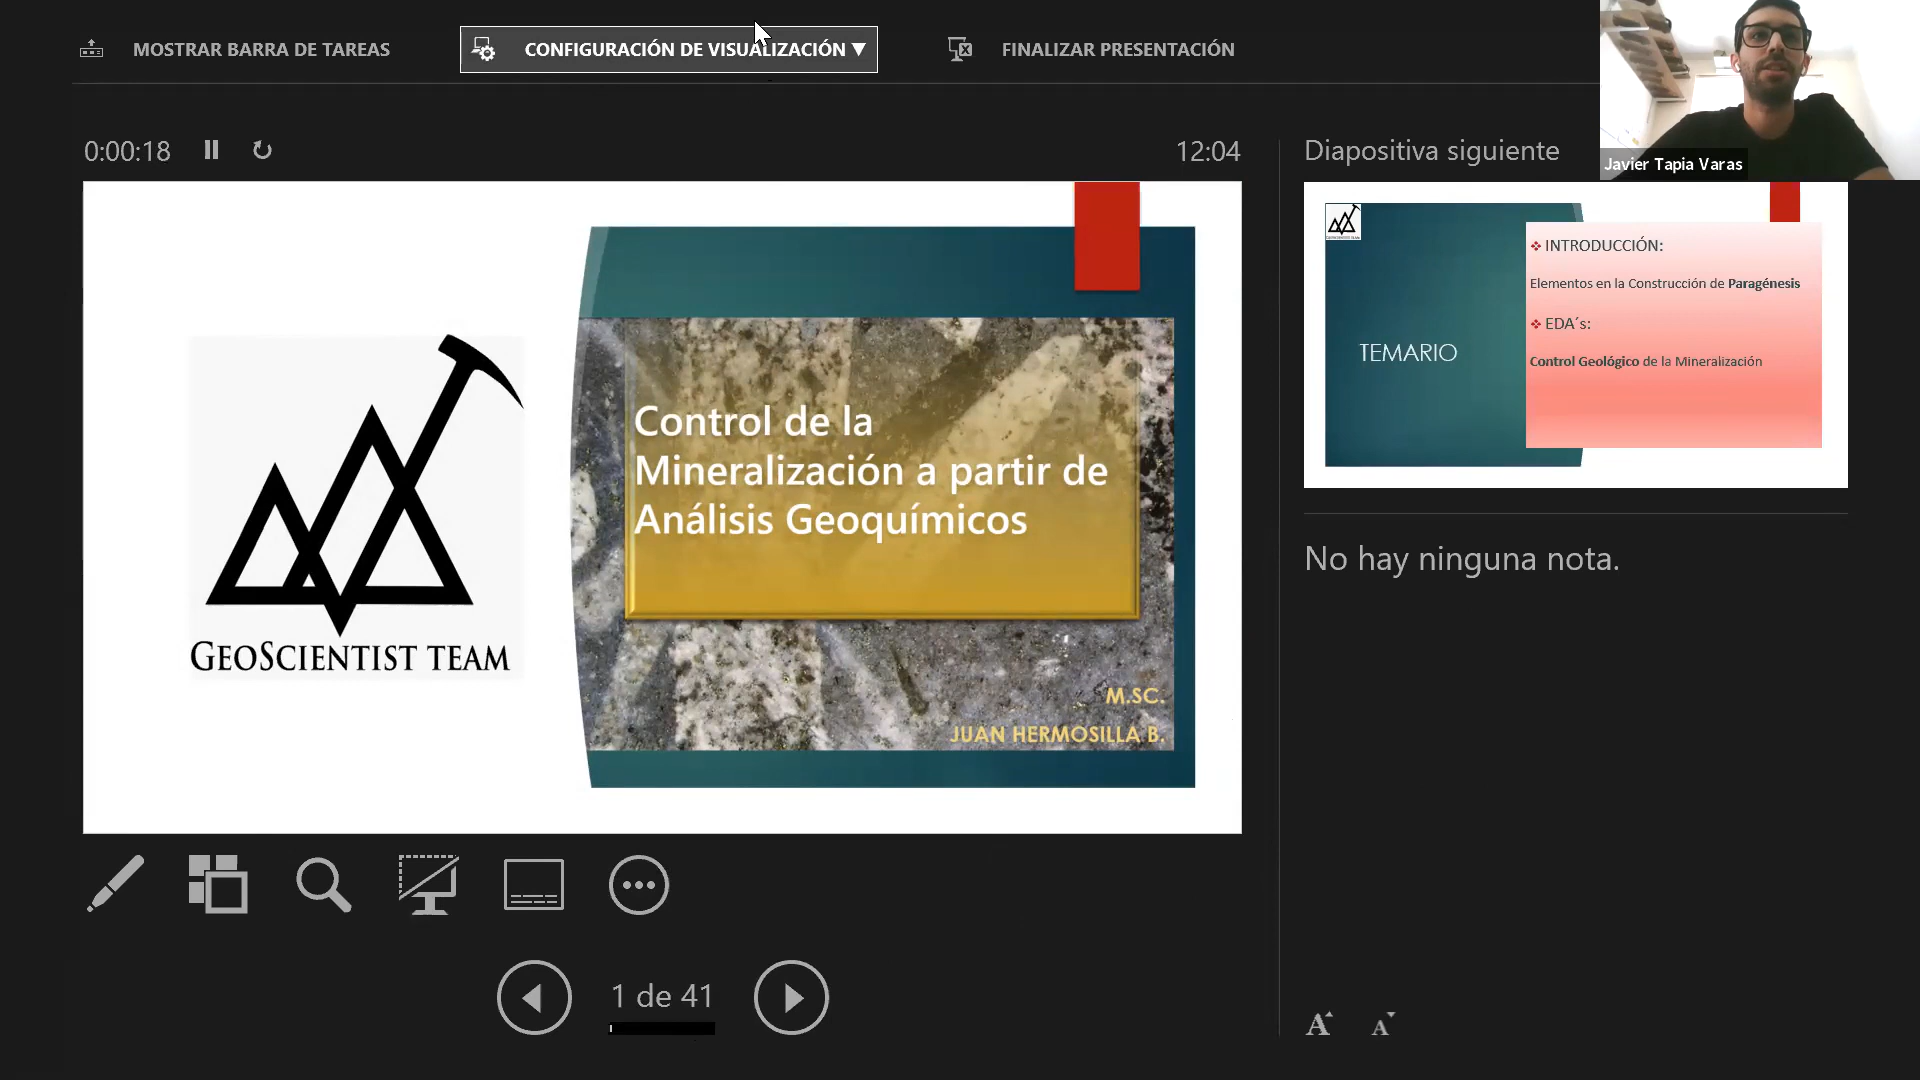 MOSTRAR BARRA DE TAREAS
CONFIGURACIÓN DE VISUALIZACIÓN ▼
FINALIZAR PRESENTACIÓN
Javier Tapia Varas
0:00:18
12:04
Diapositiva siguiente
Control de la
Mineralización a partir de
Análisis Geoquímicos
GEOSCIENTIST TEAM
M.SC.
JUAN HERMOSILLA B.
TEMARIO
❖ INTRODUCCIÓN:
Elementos en la Construcción de Paragénesis
❖ EDA´s:
Control Geológico de la Mineralización
No hay ninguna nota.
1 de 41
A A